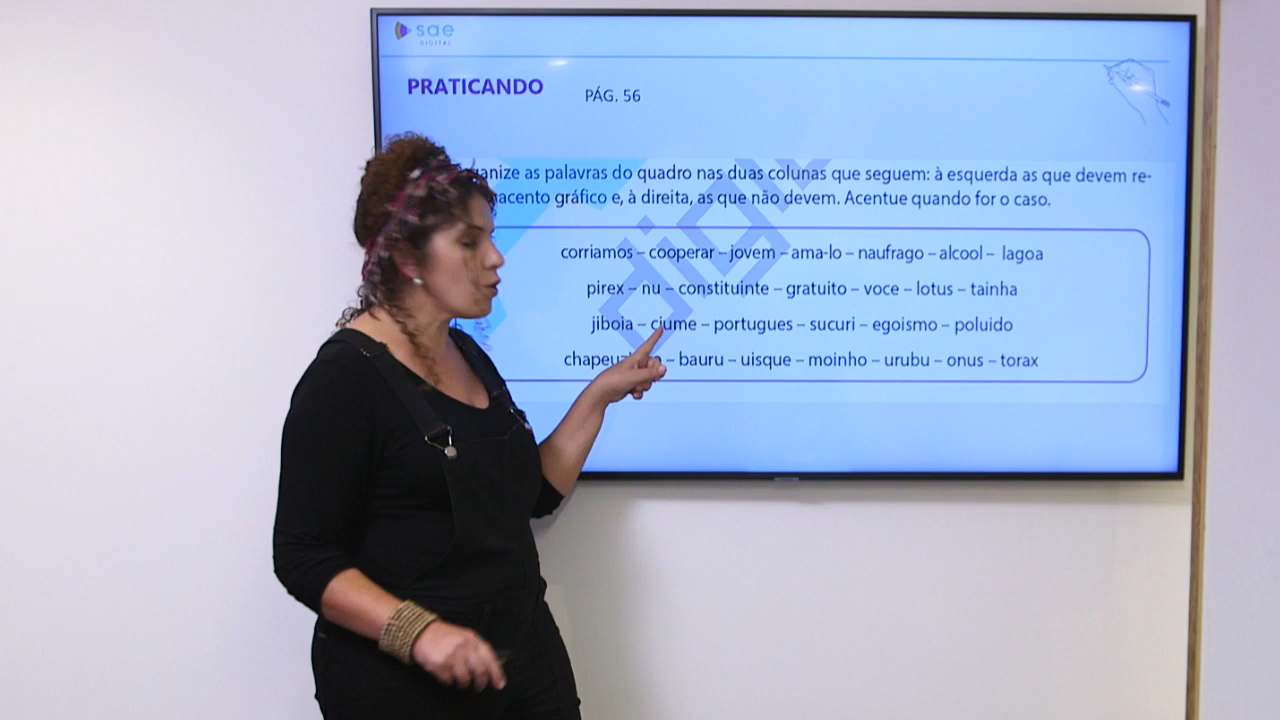 sae
DIGITAL
PRATICANDO
PÁG. 56
as palavras do quadro nas duas colunas que seguem: à esquerda as que devem re-
acento gráfico e, à direita, as que não devem. Acentue quando for o caso.
corriamos – cooperar – jovem – ama-lo – naufrago – alcool – lagoa
pirex – nu – constituinte – gratuito – voce – lotus – tainha
jiboia – ciume – portugues – sucuri – egoismo – poluido
– bauru – uisque – moinho – urubu – onus – torax